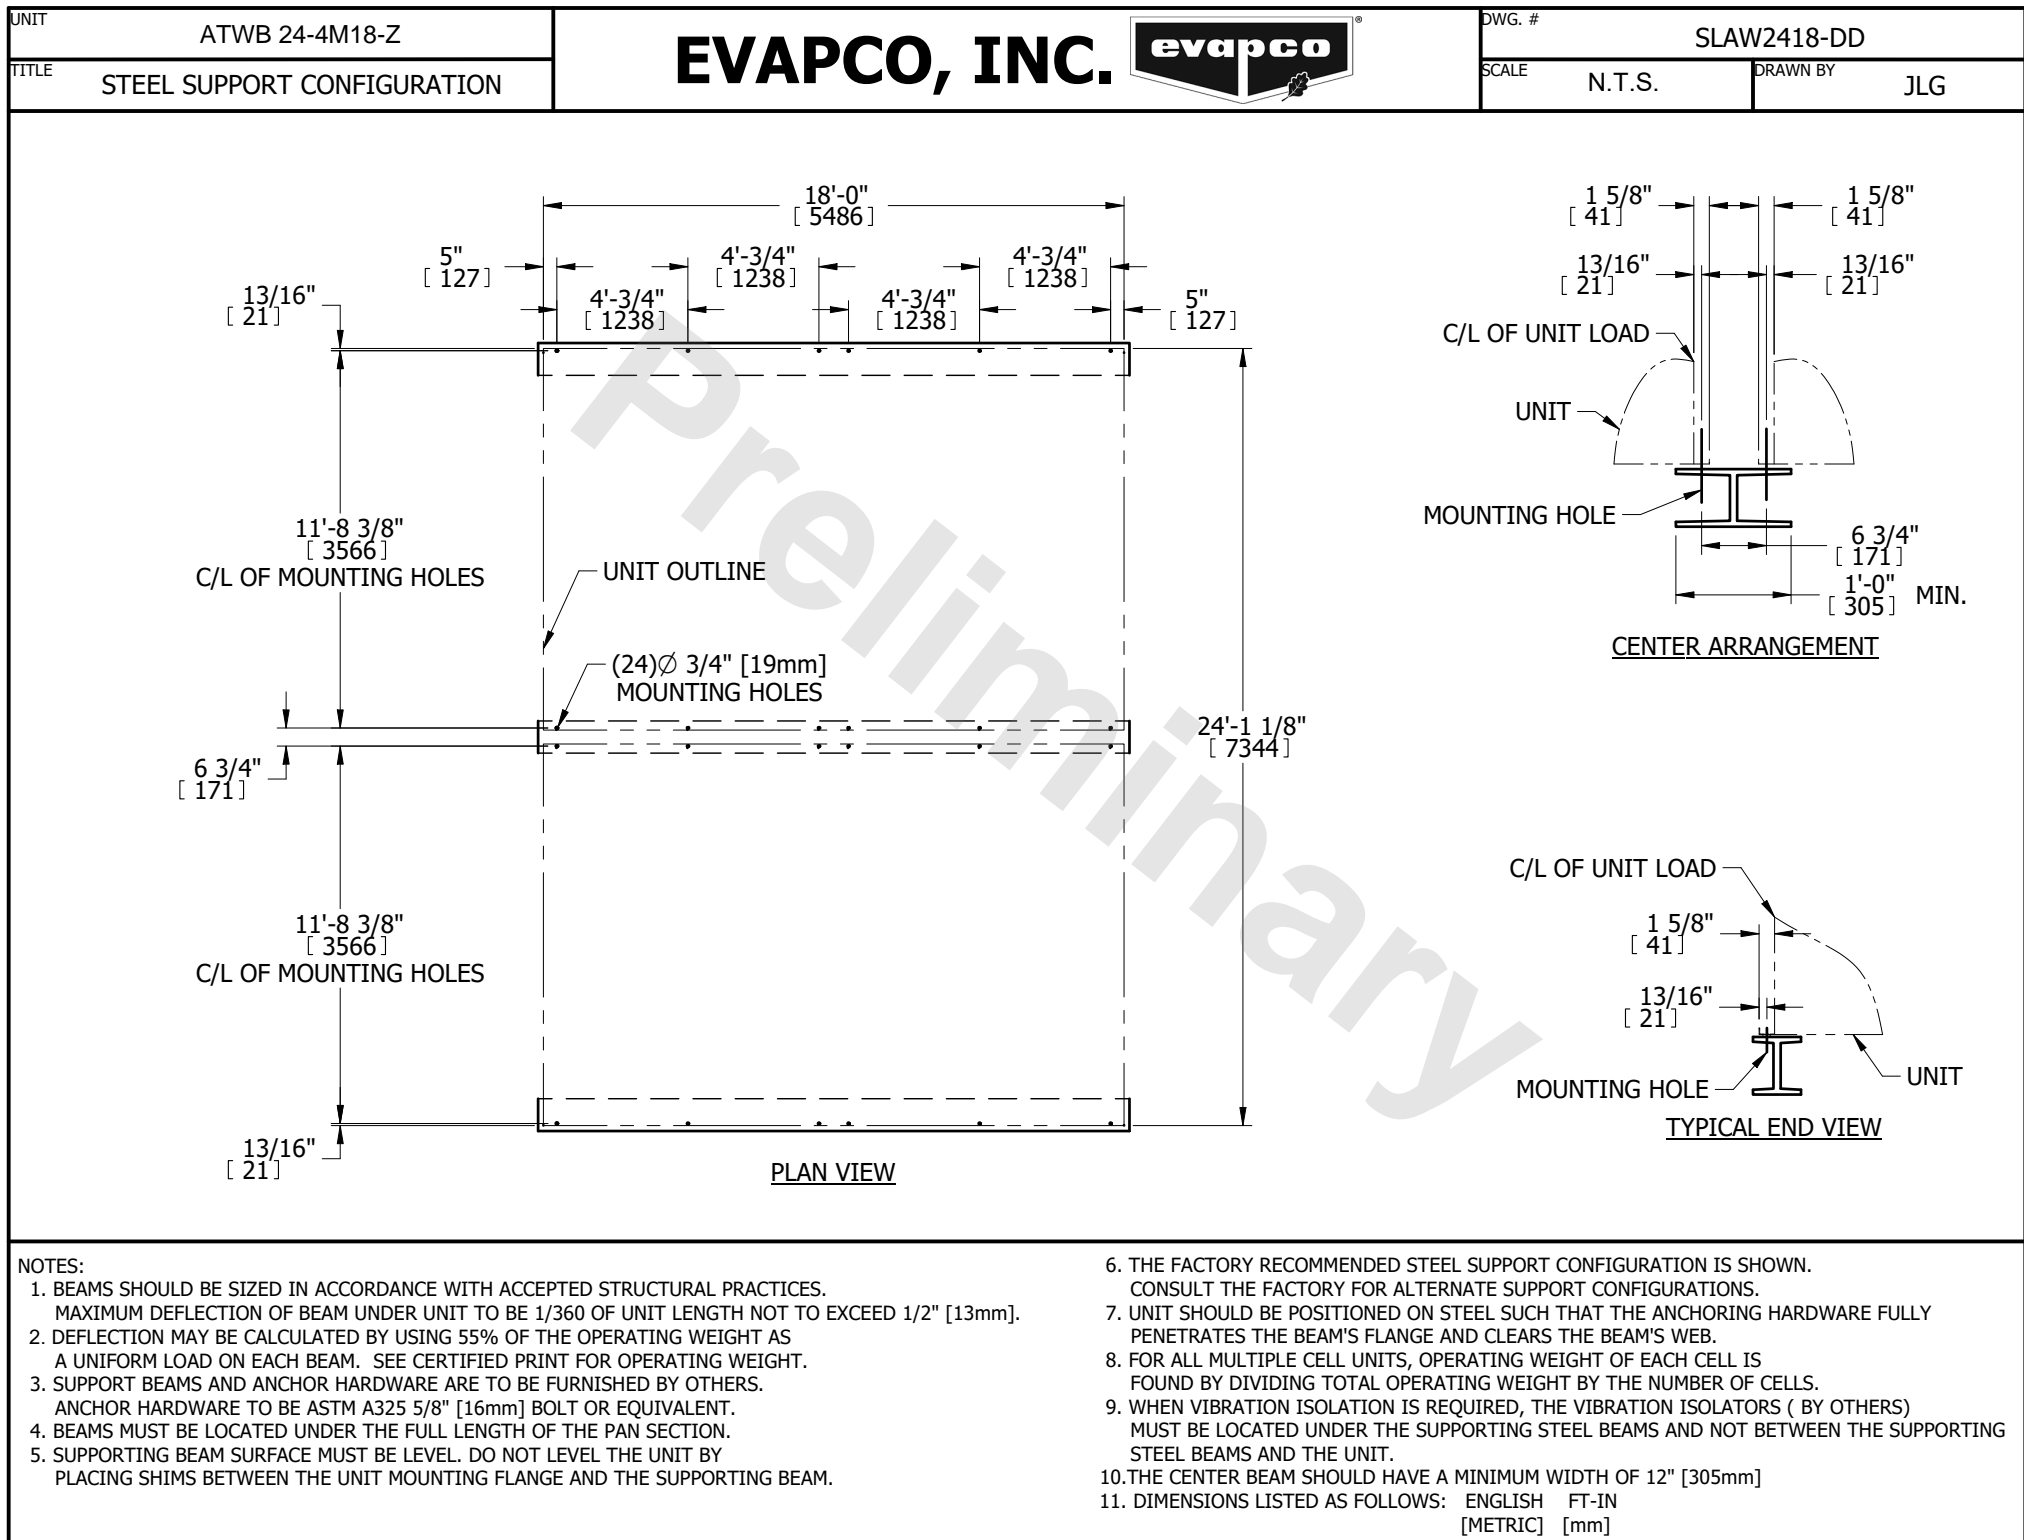 UNIT
ATWB 24-4M18-Z
TITLE
STEEL SUPPORT CONFIGURATION
EVAPCO, INC.
evapco
®
DWG. #
SLAW2418-DD
SCALE
N.T.S.
DRAWN BY
JLG
18'-0"
[ 5486 ]
5"
[ 127 ]
4'-3/4"
[ 1238 ]
4'-3/4"
[ 1238 ]
13/16"
[ 21 ]
4'-3/4"
[ 1238 ]
4'-3/4"
[ 1238 ]
5"
[ 127 ]
11'-8 3/8"
[ 3566 ]
C/L OF MOUNTING HOLES
UNIT OUTLINE
(24)∅ 3/4" [19mm]
MOUNTING HOLES
6 3/4"
[ 171 ]
24'-1 1/8"
[ 7344 ]
11'-8 3/8"
[ 3566 ]
C/L OF MOUNTING HOLES
13/16"
[ 21 ]
PLAN VIEW
Preliminary
1 5/8"
[ 41 ]
1 5/8"
[ 41 ]
13/16"
[ 21 ]
13/16"
[ 21 ]
C/L OF UNIT LOAD
UNIT
MOUNTING HOLE
6 3/4"
[ 171 ]
1'-0"
[ 305 ] MIN.
CENTER ARRANGEMENT
C/L OF UNIT LOAD
1 5/8"
[ 41 ]
13/16"
[ 21 ]
MOUNTING HOLE
UNIT
TYPICAL END VIEW
NOTES:
1. BEAMS SHOULD BE SIZED IN ACCORDANCE WITH ACCEPTED STRUCTURAL PRACTICES.
MAXIMUM DEFLECTION OF BEAM UNDER UNIT TO BE 1/360 OF UNIT LENGTH NOT TO EXCEED 1/2" [13mm].
2. DEFLECTION MAY BE CALCULATED BY USING 55% OF THE OPERATING WEIGHT AS
A UNIFORM LOAD ON EACH BEAM. SEE CERTIFIED PRINT FOR OPERATING WEIGHT.
3. SUPPORT BEAMS AND ANCHOR HARDWARE ARE TO BE FURNISHED BY OTHERS.
ANCHOR HARDWARE TO BE ASTM A325 5/8" [16mm] BOLT OR EQUIVALENT.
4. BEAMS MUST BE LOCATED UNDER THE FULL LENGTH OF THE PAN SECTION.
5. SUPPORTING BEAM SURFACE MUST BE LEVEL. DO NOT LEVEL THE UNIT BY
PLACING SHIMS BETWEEN THE UNIT MOUNTING FLANGE AND THE SUPPORTING BEAM.
6. THE FACTORY RECOMMENDED STEEL SUPPORT CONFIGURATION IS SHOWN.
CONSULT THE FACTORY FOR ALTERNATE SUPPORT CONFIGURATIONS.
7. UNIT SHOULD BE POSITIONED ON STEEL SUCH THAT THE ANCHORING HARDWARE FULLY
PENETRATES THE BEAM'S FLANGE AND CLEARS THE BEAM'S WEB.
8. FOR ALL MULTIPLE CELL UNITS, OPERATING WEIGHT OF EACH CELL IS
FOUND BY DIVIDING TOTAL OPERATING WEIGHT BY THE NUMBER OF CELLS.
9. WHEN VIBRATION ISOLATION IS REQUIRED, THE VIBRATION ISOLATORS ( BY OTHERS)
MUST BE LOCATED UNDER THE SUPPORTING STEEL BEAMS AND NOT BETWEEN THE SUPPORTING
STEEL BEAMS AND THE UNIT.
10.THE CENTER BEAM SHOULD HAVE A MINIMUM WIDTH OF 12" [305mm]
11. DIMENSIONS LISTED AS FOLLOWS: ENGLISH FT-IN
[METRIC] [mm]